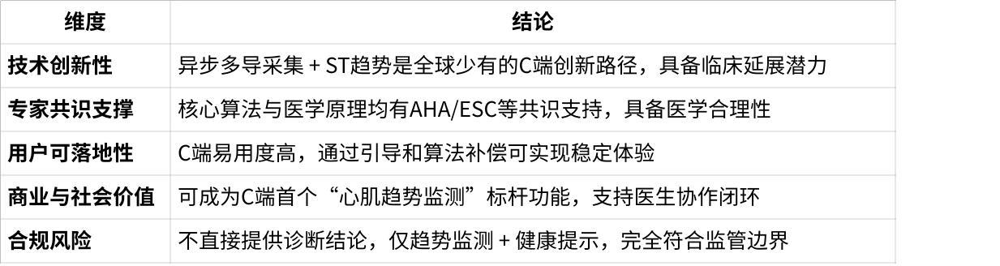 维度 结论
技术创新性 异步多导采集 + ST趋势是全球少有的C端创新路径，具备临床延展潜力
专家共识支撑 核心算法与医学原理均有AHA/ESC等共识支持，具备医学合理性
用户可落地性 C端易用度高，通过引导和算法补偿可实现稳定体验
商业与社会价值 可成为C端首个“心肌趋势监测”标杆功能，支持医生协作闭环
合规风险 不直接提供诊断结论，仅趋势监测 + 健康提示，完全符合监管边界